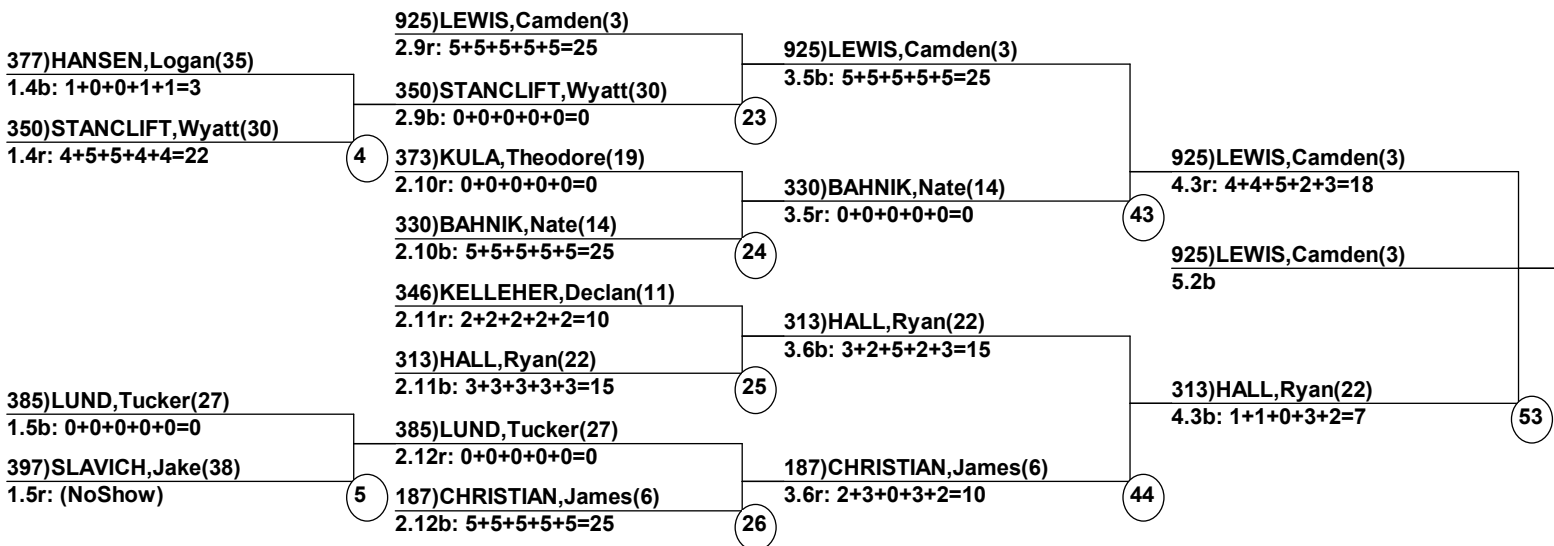 377)HANSEN,Logan(35)
1.4b: 1+0+0+1+1=3
350)STANCLIFT,Wyatt(30)
1.4r: 4+5+5+4+4=22
4
385)LUND,Tucker(27)
1.5b: 0+0+0+0+0=0
397)SLAVICH,Jake(38)
1.5r: (NoShow)
5
925)LEWIS,Camden(3)
2.9r: 5+5+5+5+5=25
350)STANCLIFT,Wyatt(30)
2.9b: 0+0+0+0+0=0
23
373)KULA,Theodore(19)
2.10r: 0+0+0+0+0=0
330)BAHNIK,Nate(14)
2.10b: 5+5+5+5+5=25
24
346)KELLEHER,Declan(11)
2.11r: 2+2+2+2+2=10
313)HALL,Ryan(22)
2.11b: 3+3+3+3+3=15
25
385)LUND,Tucker(27)
2.12r: 0+0+0+0+0=0
187)CHRISTIAN,James(6)
2.12b: 5+5+5+5+5=25
26
925)LEWIS,Camden(3)
3.5b: 5+5+5+5+5=25
330)BAHNIK,Nate(14)
3.5r: 0+0+0+0+0=0
43
313)HALL,Ryan(22)
3.6b: 3+2+5+2+3=15
187)CHRISTIAN,James(6)
3.6r: 2+3+0+3+2=10
44
925)LEWIS,Camden(3)
4.3r: 4+4+5+2+3=18
925)LEWIS,Camden(3)
5.2b
313)HALL,Ryan(22)
4.3b: 1+1+0+3+2=7
53